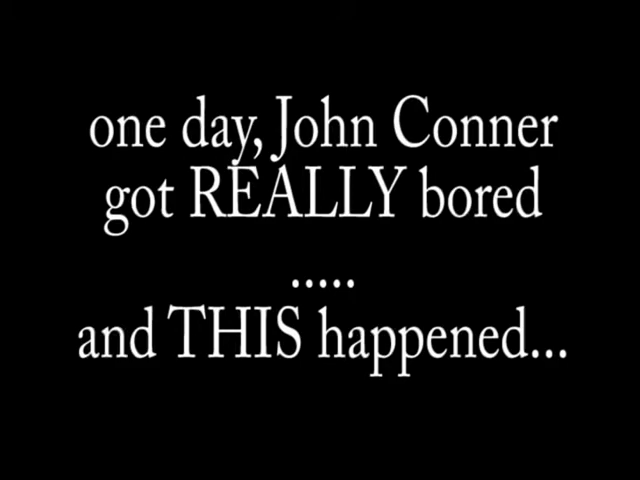 one day, John Conner
got REALLY bored
.....
and THIS happened...